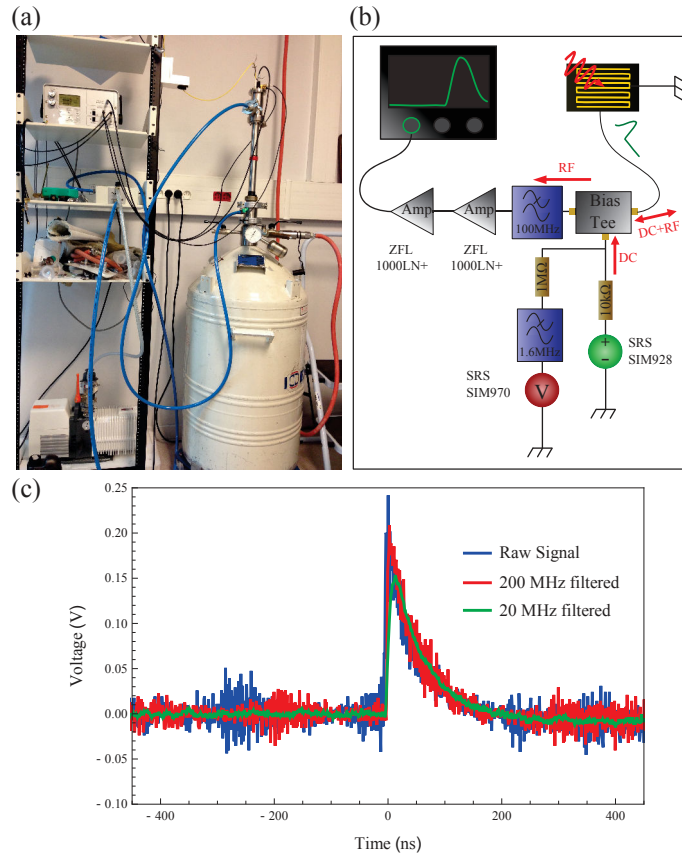 (a)
(b)
RF
Amp
Amp
100MHz
Bias
Tee
DC+RF
DC
ZFL
1000LN+
ZFL
1000LN+
1MΩ
10kΩ
1.6MHz
SRS
SIM928
SRS
SIM970
V
+
−
(c)
0.25
0.20
0.15
0.10
0.05
0.00
- 0.05
- 0.10
Voltage (V)
Raw Signal
200 MHz filtered
20 MHz filtered
- 400
- 200
0
200
400
Time (ns)